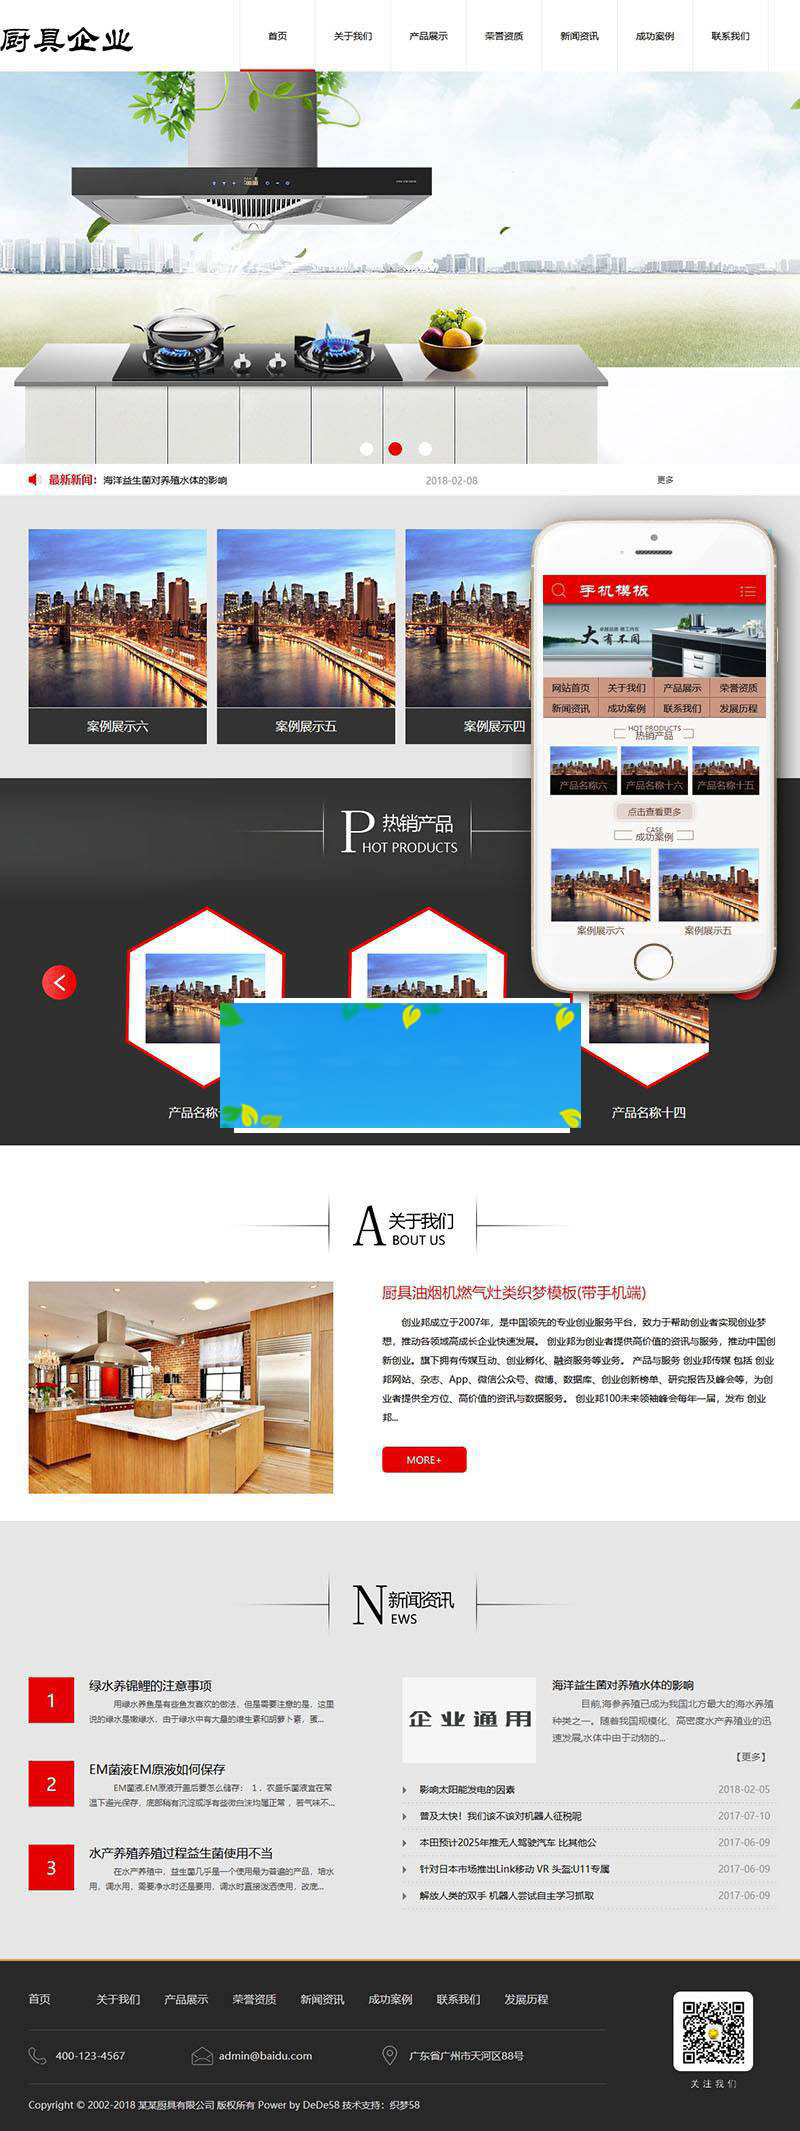 厨具企业
首页 关于我们 产品展示 荣誉资质 新闻资讯 成功案例 联系我们
最新新闻: 海洋益生菌对养殖水体的影响 2018-02-08 更多
案例展示六 案例展示五 案例展示四
手机模板
大有不同
网站首页 关于我们 产品展示 荣誉资质
新闻资讯 成功案例 联系我们 发展历程
HOT PRODUCTS
热销产品
产品名称六 产品名称十六 产品名称十五
点击查看更多
CASE
成功案例
案例展示六 案例展示五
P 热销产品
HOT PRODUCTS
产品名称 产品名称十四
A 关于我们
BOUT US
厨具油烟机燃气灶类织梦模板(带手机端)
创业邦成立于2007年，是中国领先的专业创业服务平台，致力于帮助创业者实现创业梦
想，推动各领域高成长企业快速发展。 创业邦为创业者提供高价值的资讯与服务，推动中国创
新创业。旗下拥有传媒互动、创业孵化、融资服务等业务。 产品与服务 创业邦传媒 包括 创业
邦网站、杂志、App、微信公众号、微博、数据库、创业创新榜单、研究报告及峰会等，为创
业者提供全方位、高价值的资讯与数据服务。 创业邦100未来领袖峰会每年一届，发布 创业
邦...
MORE+
N 新闻资讯
EWS
1 绿水养锦鲤的注意事项
用绿水养鱼是有些鱼友喜欢的做法，但是需要注意的是，这里
说的绿水是嫩绿水，由于绿水中有大量的维生素和胡萝卜素，蛋...
2 EM菌液EM原液如何保存
EM菌液,EM原液开盖后要怎么储存： 1 、农盛乐菌液宜在常
温下避光保存，底部稍有沉淀或浮有些微白沫均属正常 ，若气味不...
3 水产养殖养殖过程益生菌使用不当
在水产养殖中，益生菌几乎是一个使用最为普遍的产品，培水
用，调水用，需要净水时还是要用，调水时直接泼洒使用，改底...
企业通用
海洋益生菌对养殖水体的影响
目前,海参养殖已成为我国北方最大的海水养殖
种类之一。随着我国规模化、高密度水产养殖业的迅
速发展,水体中由于动物的...
【更多】
影响太阳能发电的因素 2018-02-05
普及太快！我们该不该对机器人征税呢 2017-07-10
本田预计2025年推无人驾驶汽车 比其他公 2017-06-09
针对日本市场推出Link移动 VR 头盔:U11专属 2017-06-09
解放人类的双手 机器人尝试自主学习抓取 2017-06-09
首页 关于我们 产品展示 荣誉资质 新闻资讯 成功案例 联系我们 发展历程
400-123-4567 admin@baidu.com 广东省广州市天河区88号
关注我们
Copyright © 2002-2018 某某厨具有限公司 版权所有 Power by DeDe58 技术支持：织梦58